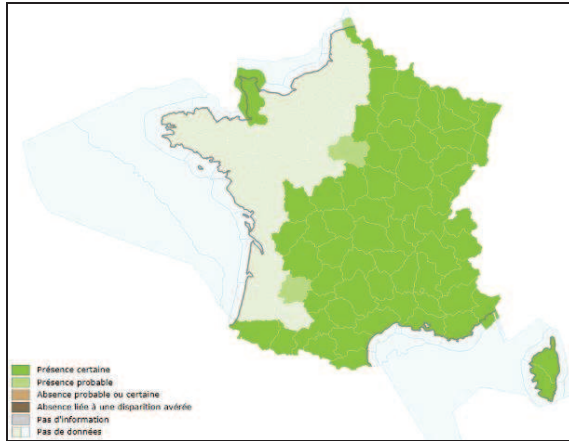 Présence certaine
Présence probable
Absence probable ou certaine
Absence liée à une disparition avérée
Pas d'information
Pas de données